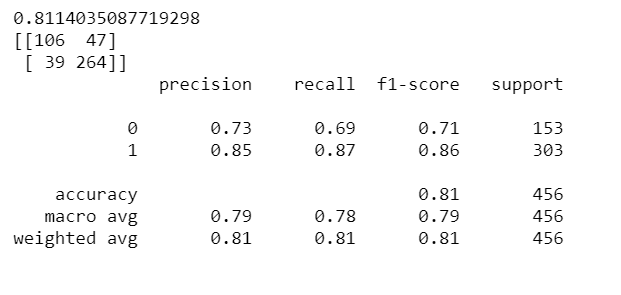 0.8114035087719298
[[106  47]
 [ 39 264]]
              precision    recall  f1-score   support

           0       0.73      0.69      0.71       153
           1       0.85      0.87      0.86       303

    accuracy                           0.81       456
   macro avg       0.79      0.78      0.79       456
weighted avg       0.81      0.81      0.81       456